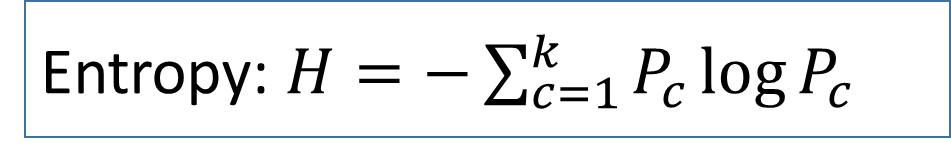 Entropy: H = − ∑_{c=1}^{k} P_c log P_c